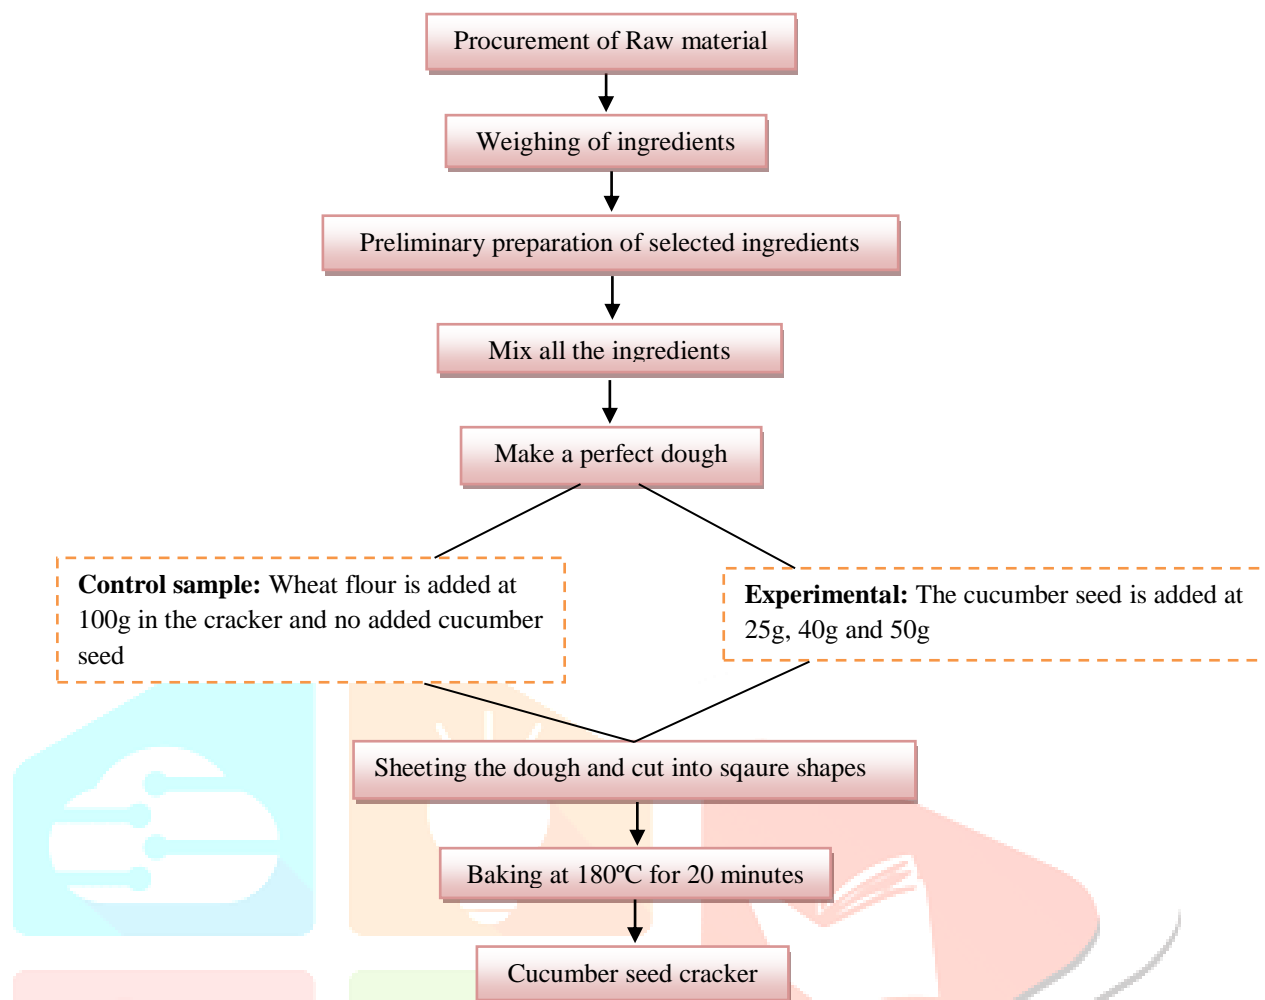 Procurement of Raw material
Weighing of ingredients
Preliminary preparation of selected ingredients
Mix all the ingredients
Make a perfect dough
Control sample: Wheat flour is added at
100g in the cracker and no added cucumber
seed
Experimental: The cucumber seed is added at
25g, 40g and 50g
Sheeting the dough and cut into sqaure shapes
Baking at 180ºC for 20 minutes
Cucumber seed cracker